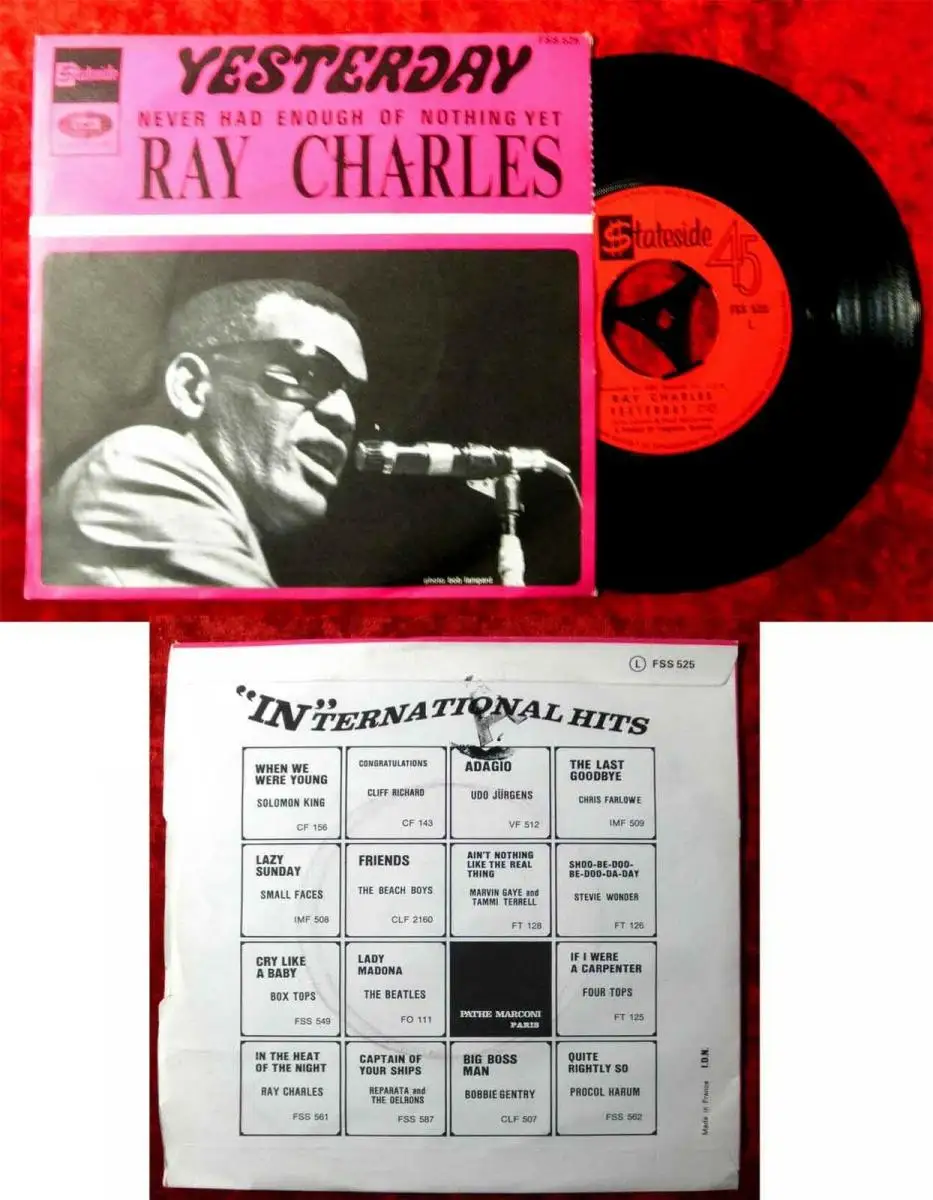 FSS 525
Stateside
YESTERDAY
NEVER HAD ENOUGH OF NOTHING YET
RAY CHARLES
photo bob lampard
$tateside 45
FSS 525
L
RAY CHARLES
YESTERDAY
L FSS 525
"IN"TERNATIONAL HITS
WHEN WE
WERE YOUNG
SOLOMON KING
CF 156
CONGRATULATIONS
CLIFF RICHARD
CF 143
ADAGIO
UDO JÜRGENS
VF 512
THE LAST
GOODBYE
CHRIS FARLOWE
IMF 509
LAZY
SUNDAY
SMALL FACES
IMF 508
FRIENDS
THE BEACH BOYS
CLF 2160
AIN'T NOTHING
LIKE THE REAL
THING
MARVIN GAYE and
TAMMI TERRELL
FT 128
SHOO-BE-DOO-
BE-DOO-DA-DAY
STEVIE WONDER
FT 126
CRY LIKE
A BABY
BOX TOPS
FSS 549
LADY
MADONA
THE BEATLES
FO 111
PATHE MARCONI
PARIS
IF I WERE
A CARPENTER
FOUR TOPS
FT 125
IN THE HEAT
OF THE NIGHT
RAY CHARLES
FSS 561
CAPTAIN OF
YOUR SHIPS
REPARATA and
THE DELRONS
FSS 587
BIG BOSS
MAN
BOBBIE GENTRY
CLF 507
QUITE
RIGHTLY SO
PROCOL HARUM
FSS 562
Made in France I.D.N.